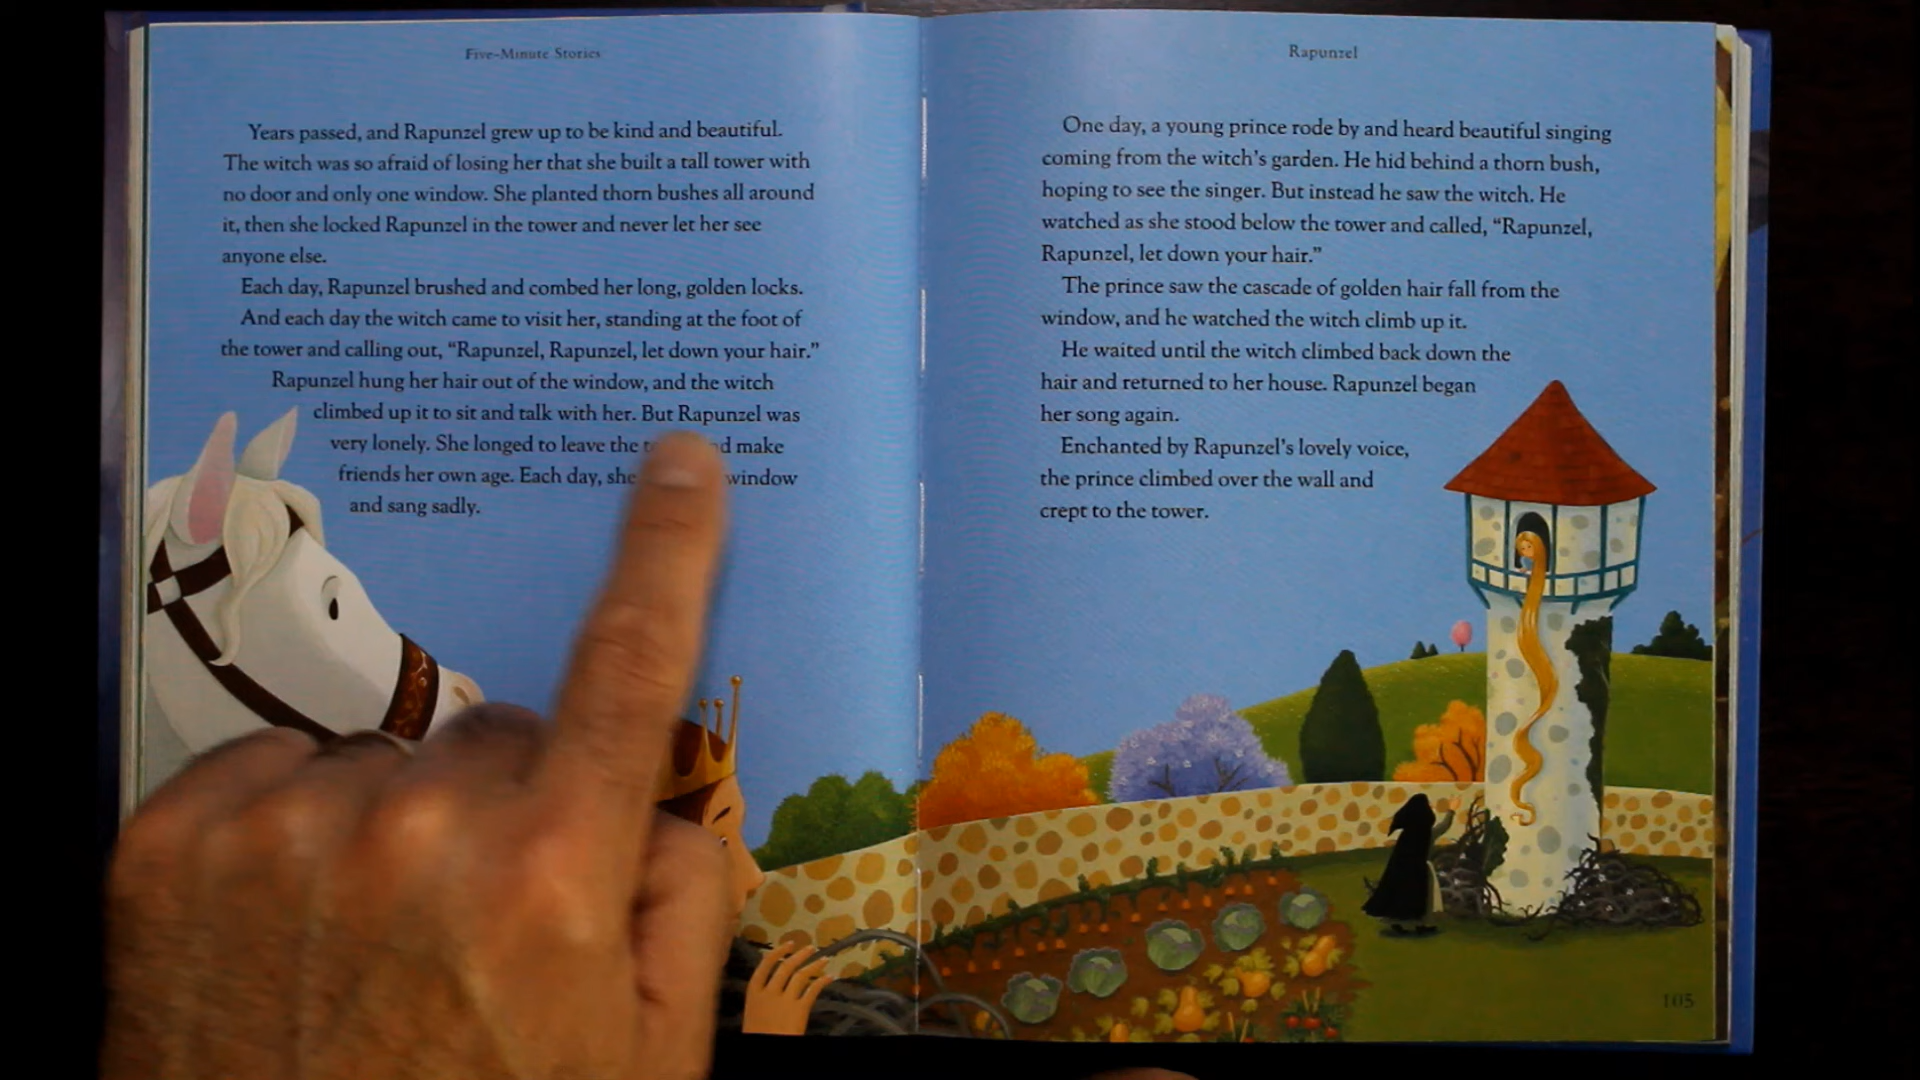 Five-Minute Stories
Years passed, and Rapunzel grew up to be kind and beautiful.
The witch was so afraid of losing her that she built a tall tower with
no door and only one window. She planted thorn bushes all around
it, then she locked Rapunzel in the tower and never let her see
anyone else.
Each day, Rapunzel brushed and combed her long, golden locks.
And each day the witch came to visit her, standing at the foot of
the tower and calling out, “Rapunzel, Rapunzel, let down your hair.”
Rapunzel hung her hair out of the window, and the witch
climbed up it to sit and talk with her. But Rapunzel was
very lonely. She longed to leave the make
friends her own age. Each day, she window
and sang sadly.
Rapunzel
One day, a young prince rode by and heard beautiful singing
coming from the witch’s garden. He hid behind a thorn bush,
hoping to see the singer. But instead he saw the witch. He
watched as she stood below the tower and called, “Rapunzel,
Rapunzel, let down your hair.”
The prince saw the cascade of golden hair fall from the
window, and he watched the witch climb up it.
He waited until the witch climbed back down the
hair and returned to her house. Rapunzel began
her song again.
Enchanted by Rapunzel’s lovely voice,
the prince climbed over the wall and
crept to the tower.
105